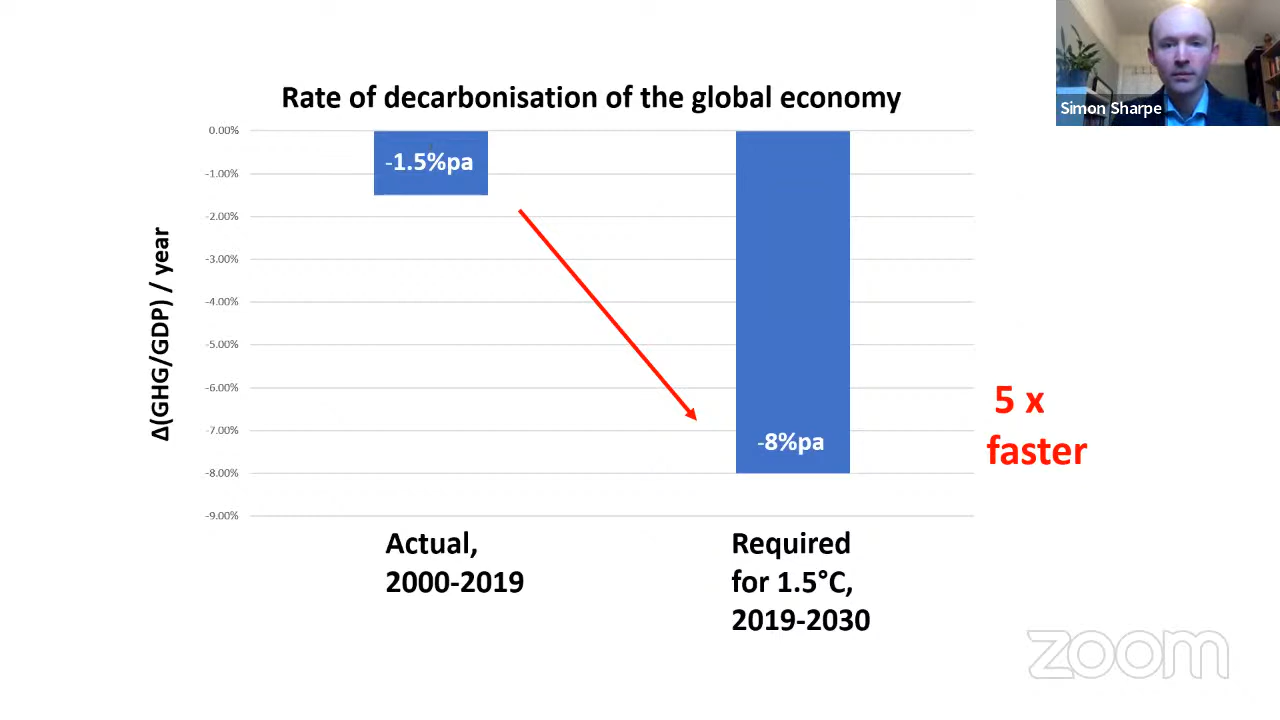 Simon Sharpe
Rate of decarbonisation of the global economy
0.00%
-1.00%
-2.00%
-3.00%
-4.00%
-5.00%
-6.00%
-7.00%
-8.00%
-9.00%
Δ(GHG/GDP) / year
-1.5%pa
-8%pa
5 x
faster
Actual,
2000-2019
Required
for 1.5°C,
2019-2030
zoom